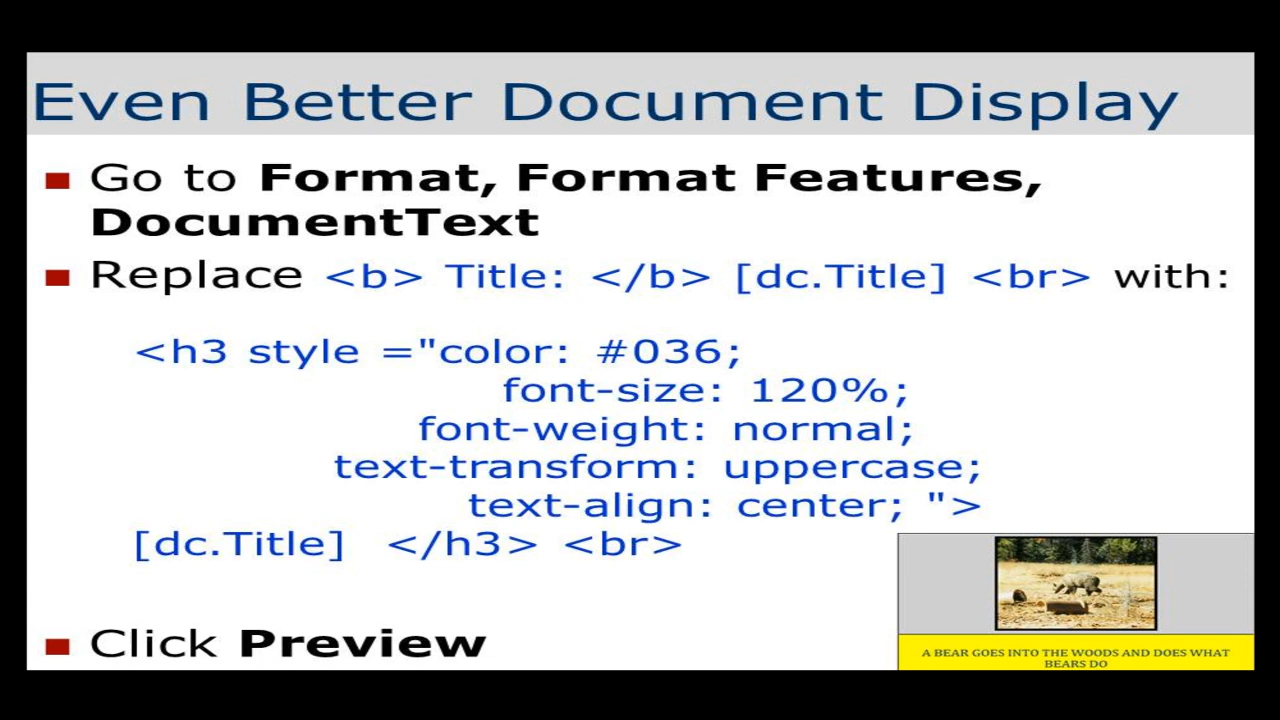 Even Better Document Display
Go to Format, Format Features,
DocumentText
Replace <b> Title: </b> [dc.Title] <br> with:
<h3 style ="color: #036;
font-size: 120%;
font-weight: normal;
text-transform: uppercase;
text-align: center; ">
[dc.Title] </h3> <br>
Click Preview
A BEAR GOES INTO THE WOODS AND DOES WHAT
BEARS DO